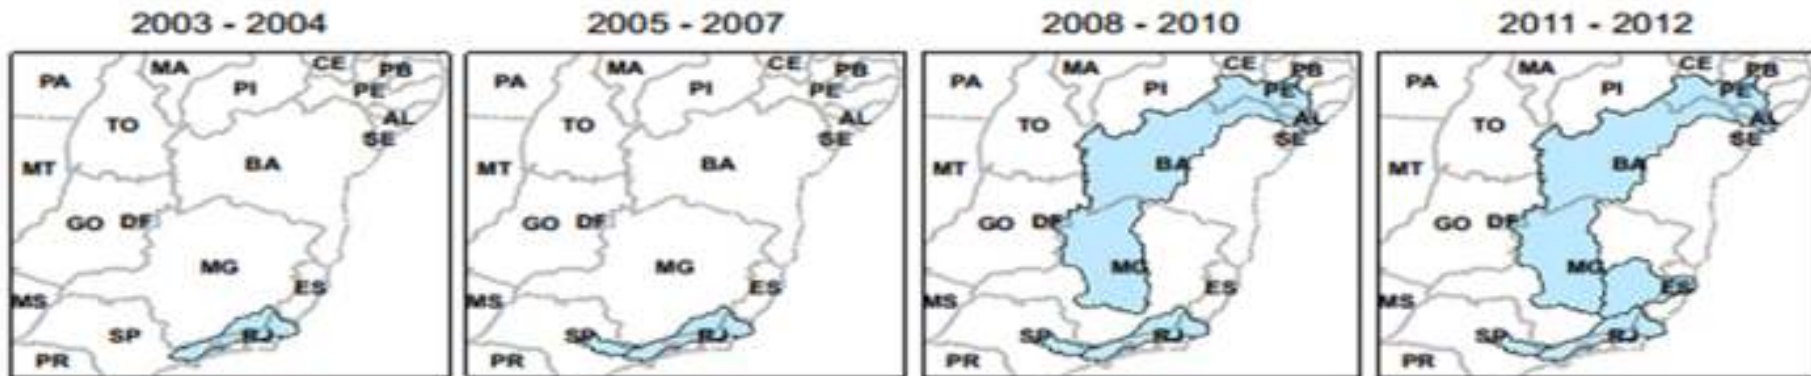 2003 - 2004
2005 - 2007
2008 - 2010
2011 - 2012
PA
MA
PI
CE
PB
PE
AL
SE
TO
MT
BA
GO
DF
MG
ES
MS
SP
RJ
PR
PA
MA
PI
CE
PB
PE
AL
SE
TO
MT
BA
GO
DF
MG
ES
MS
SP
RJ
PR
PA
MA
PI
CE
PB
PE
AL
SE
TO
MT
BA
GO
DF
MG
ES
MS
SP
RJ
PR
PA
MA
PI
CE
PB
PE
AL
SE
TO
MT
BA
GO
DF
MG
ES
MS
SP
RJ
PR